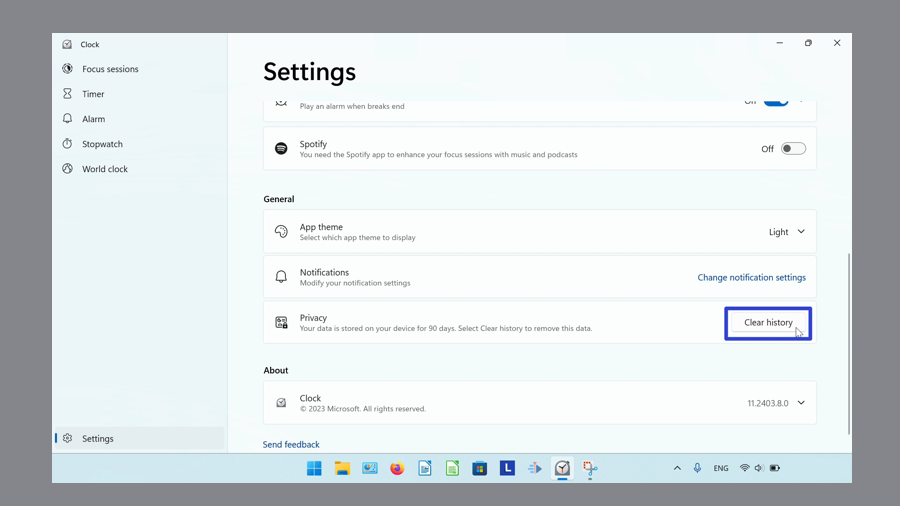 Clock
Focus sessions
Timer
Alarm
Stopwatch
World clock
Settings
Settings
Play an alarm when breaks end
Spotify
You need the Spotify app to enhance your focus sessions with music and podcasts
Off
General
App theme
Select which app theme to display
Light
Notifications
Modify your notification settings
Change notification settings
Privacy
Your data is stored on your device for 90 days. Select Clear history to remove this data.
Clear history
About
Clock
© 2023 Microsoft. All rights reserved.
11.2403.8.0
Send feedback
L
ENG